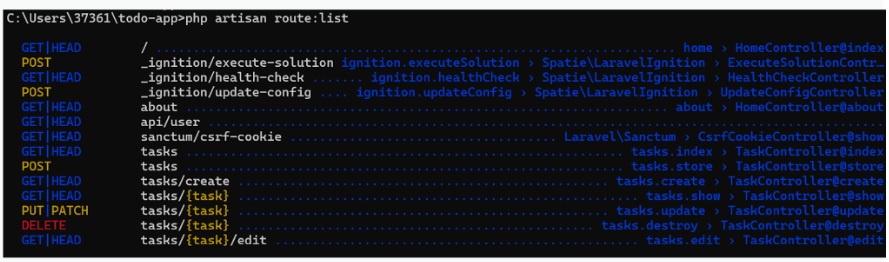 C:\Users\37361\todo-app>php artisan route:list
GET|HEAD / ........................................................................ home › HomeController@index
POST _ignition/execute-solution ignition.executeSolution › Spatie\LaravelIgnition › ExecuteSolutionContr…
GET|HEAD _ignition/health-check ....... ignition.healthCheck › Spatie\LaravelIgnition › HealthCheckController
POST _ignition/update-config .... ignition.updateConfig › Spatie\LaravelIgnition › UpdateConfigController
GET|HEAD about ...................................................................... about › HomeController@about
GET|HEAD api/user ..............................................................................................
GET|HEAD sanctum/csrf-cookie ...................................... Laravel\Sanctum › CsrfCookieController@show
GET|HEAD tasks ............................................................. tasks.index › TaskController@index
POST tasks ............................................................. tasks.store › TaskController@store
GET|HEAD tasks/create .................................................... tasks.create › TaskController@create
GET|HEAD tasks/{task} ........................................................ tasks.show › TaskController@show
PUT|PATCH tasks/{task} .................................................... tasks.update › TaskController@update
DELETE tasks/{task} .................................................. tasks.destroy › TaskController@destroy
GET|HEAD tasks/{task}/edit ................................................... tasks.edit › TaskController@edit